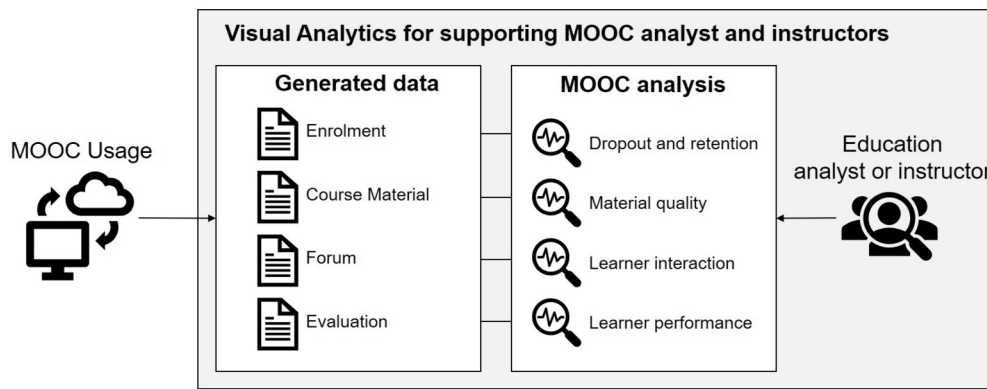 Visual Analytics for supporting MOOC analyst and instructors
MOOC Usage
Generated data
Enrolment
Course Material
Forum
Evaluation
MOOC analysis
Dropout and retention
Material quality
Learner interaction
Learner performance
Education
analyst or instructor